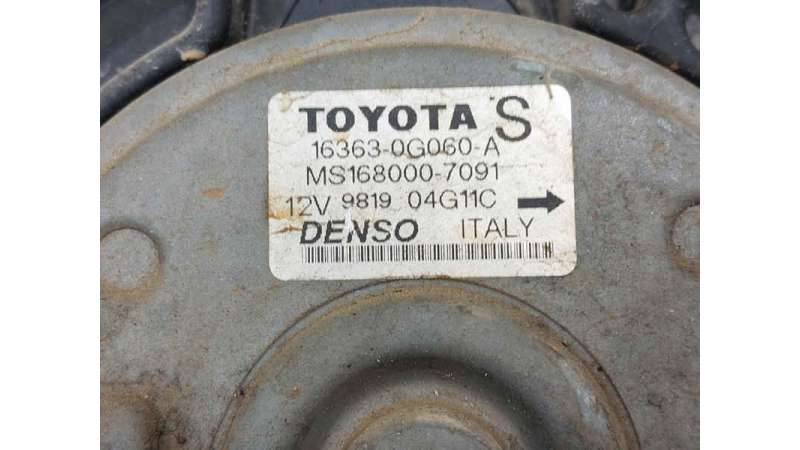 TOYOTA S
16363-0G060-A
MS168000-7091
12V 9819 04G11C
DENSO ITALY